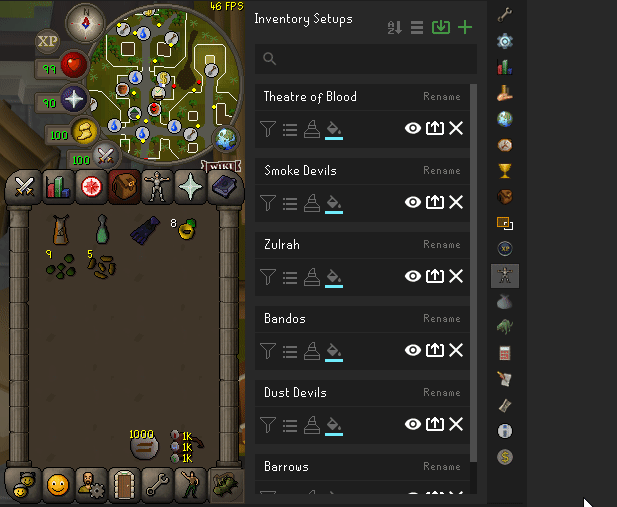 46 FPS
Inventory Setups
XP
99
90
100
100
WIKI
Theatre of Blood
Rename
Smoke Devils
Rename
8
9
5
Zulrah
Rename
Bandos
Rename
Dust Devils
Rename
1000
1K
1K
1K
Barrows
Rename